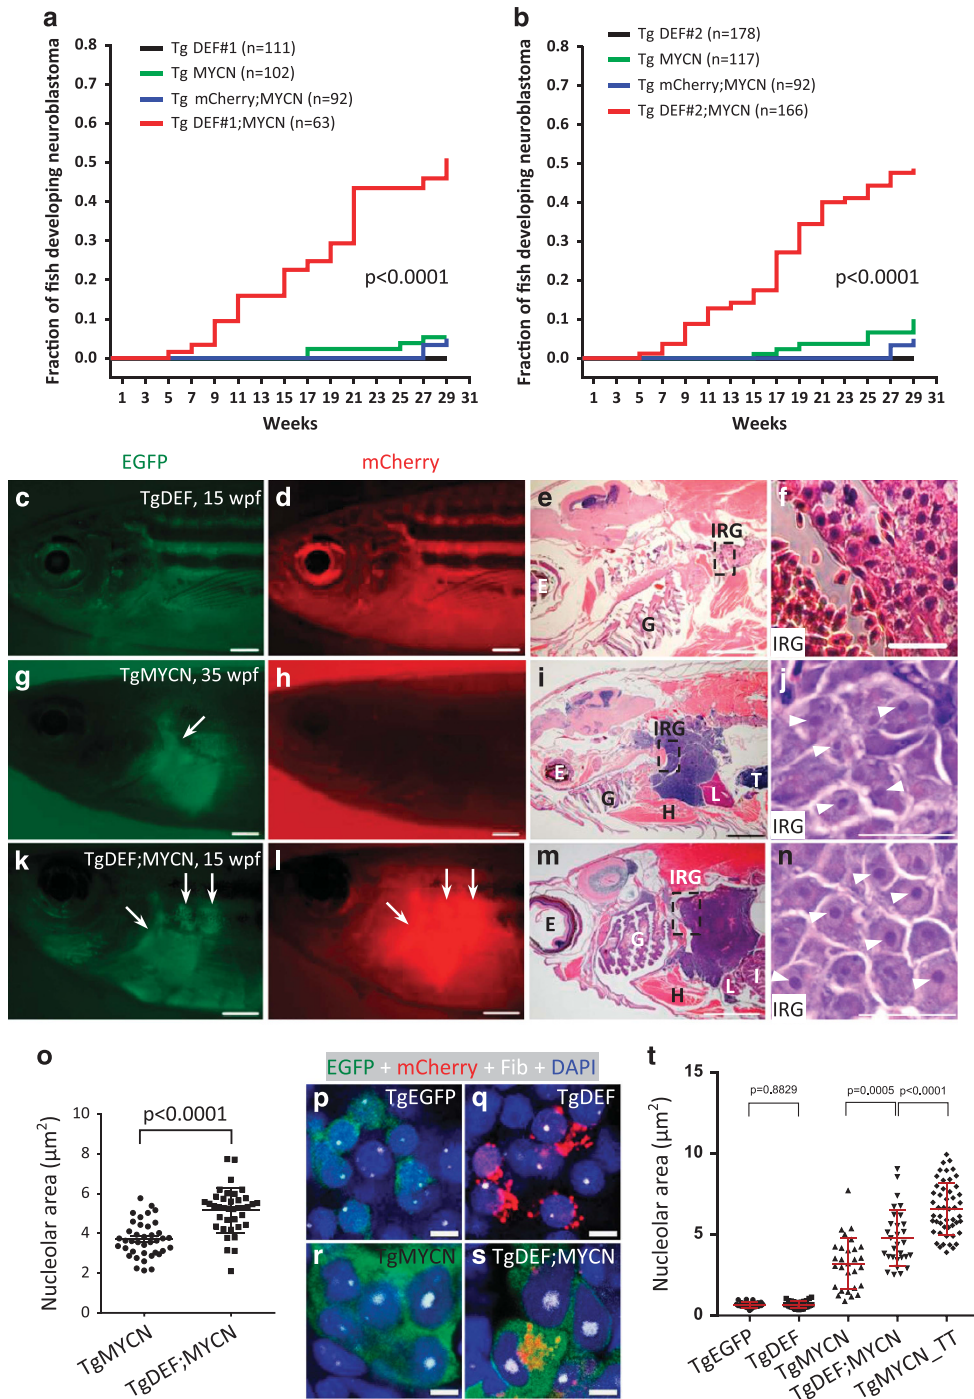 a
Fraction of fish developing neuroblastoma
0.8
0.7
0.6
0.5
0.4
0.3
0.2
0.1
0.0
Tg DEF#1 (n=111)
Tg MYCN (n=102)
Tg mCherry;MYCN (n=92)
Tg DEF#1;MYCN (n=63)
p<0.0001
1 3 5 7 9 11 13 15 17 19 21 23 25 27 29 31
Weeks
b
Fraction of fish developing neuroblastoma
0.8
0.7
0.6
0.5
0.4
0.3
0.2
0.1
0.0
Tg DEF#2 (n=178)
Tg MYCN (n=117)
Tg mCherry;MYCN (n=92)
Tg DEF#2;MYCN (n=166)
p<0.0001
1 3 5 7 9 11 13 15 17 19 21 23 25 27 29 31
Weeks
EGFP
mCherry
c
TgDEF, 15 wpf
d
e
IRG
E
G
f
IRG
g
TgMYCN, 35 wpf
h
i
IRG
E
G
H
L
T
j
IRG
k
TgDEF;MYCN, 15 wpf
l
m
IRG
E
G
H
L
I
n
IRG
o
Nucleolar area (µm²)
10
8
6
4
2
0
p<0.0001
TgMYCN
TgDEF;MYCN
EGFP + mCherry + Fib + DAPI
p
TgEGFP
q
TgDEF
r
TgMYCN
s
TgDEF;MYCN
t
Nucleolar area (µm²)
15
10
5
0
p=0.8829
p=0.0005
p<0.0001
TgEGFP
TgDEF
TgMYCN
TgDEF;MYCN
TgMYCN_TT